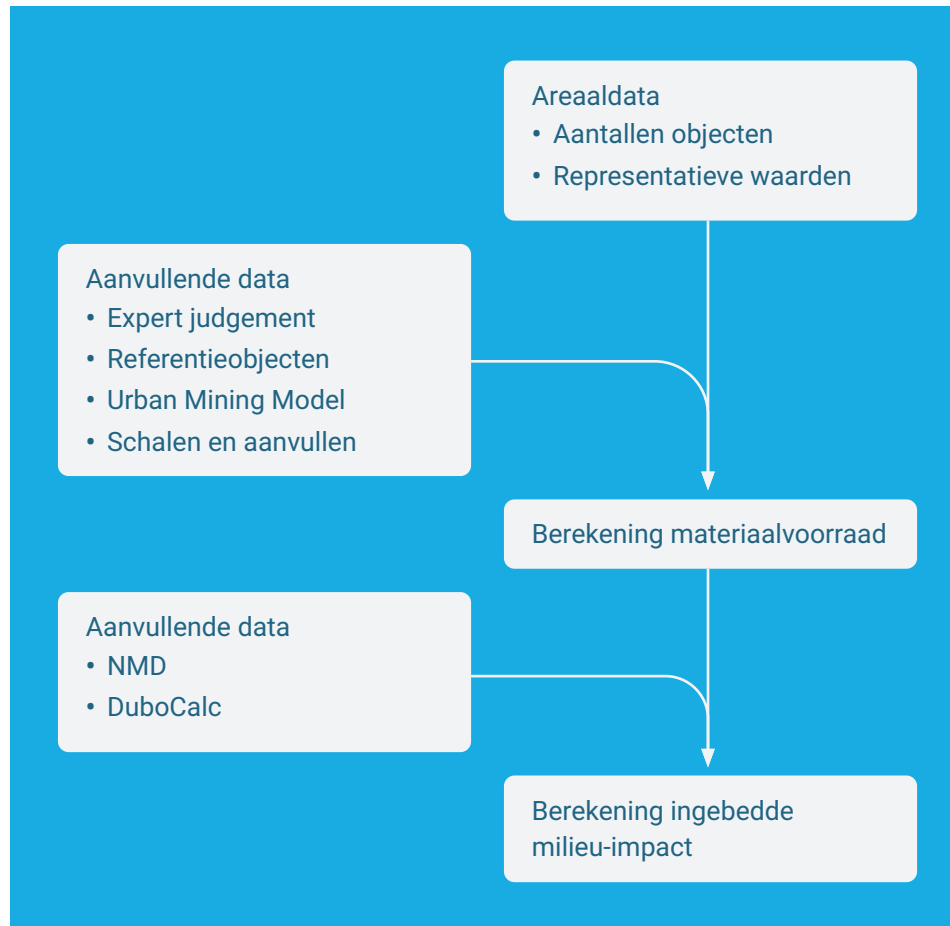 Areaaldata
• Aantallen objecten
• Representatieve waarden
Aanvullende data
• Expert judgement
• Referentieobjecten
• Urban Mining Model
• Schalen en aanvullen
Berekening materiaalvoorraad
Aanvullende data
• NMD
• DuboCalc
Berekening ingebedde
milieu-impact